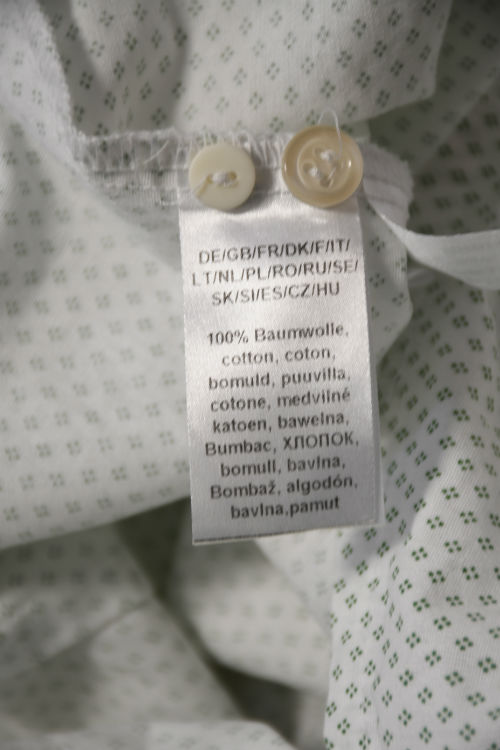 DE/GB/FR/DK/F/IT/
LT/NL/PL/RO/RU/SE/
SK/SI/ES/CZ/HU
100% Baumwolle,
cotton, coton,
bomuld, puuvilla,
cotone, medvilné
katoen, bawełna,
Bumbac, ХЛОПОК,
bomull, bavlna,
Bombaž, algodón,
bavlna,pamut